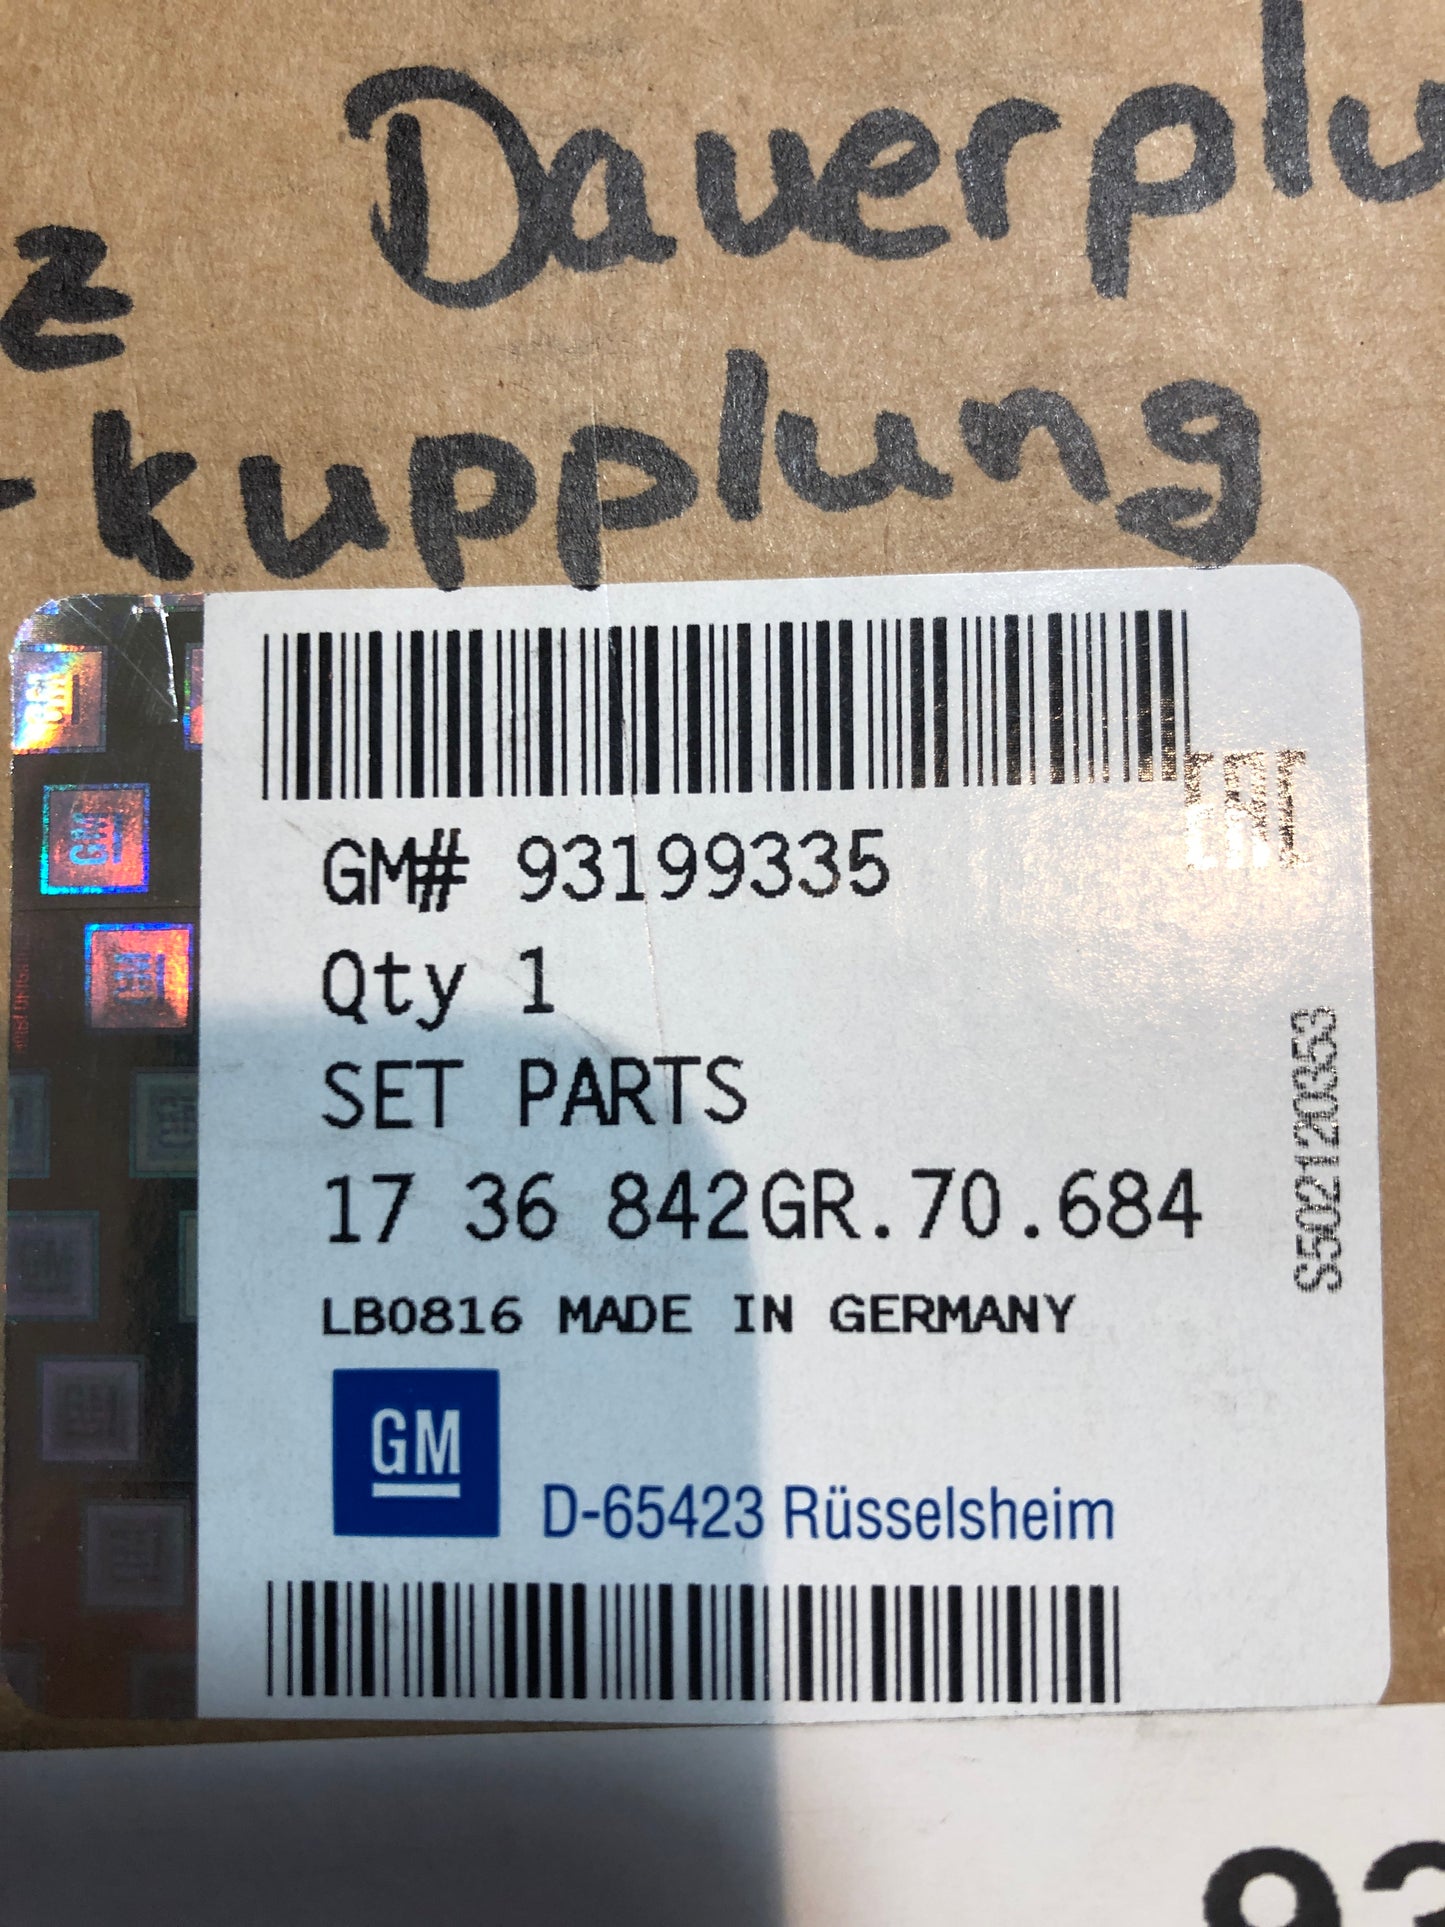 Dauerplu
z
-kupplung
GM# 93199335
Qty 1
SET PARTS
17 36 842GR.70.684
LB0816 MADE IN GERMANY
GM
D-65423 Rüsselsheim
S502120353
93